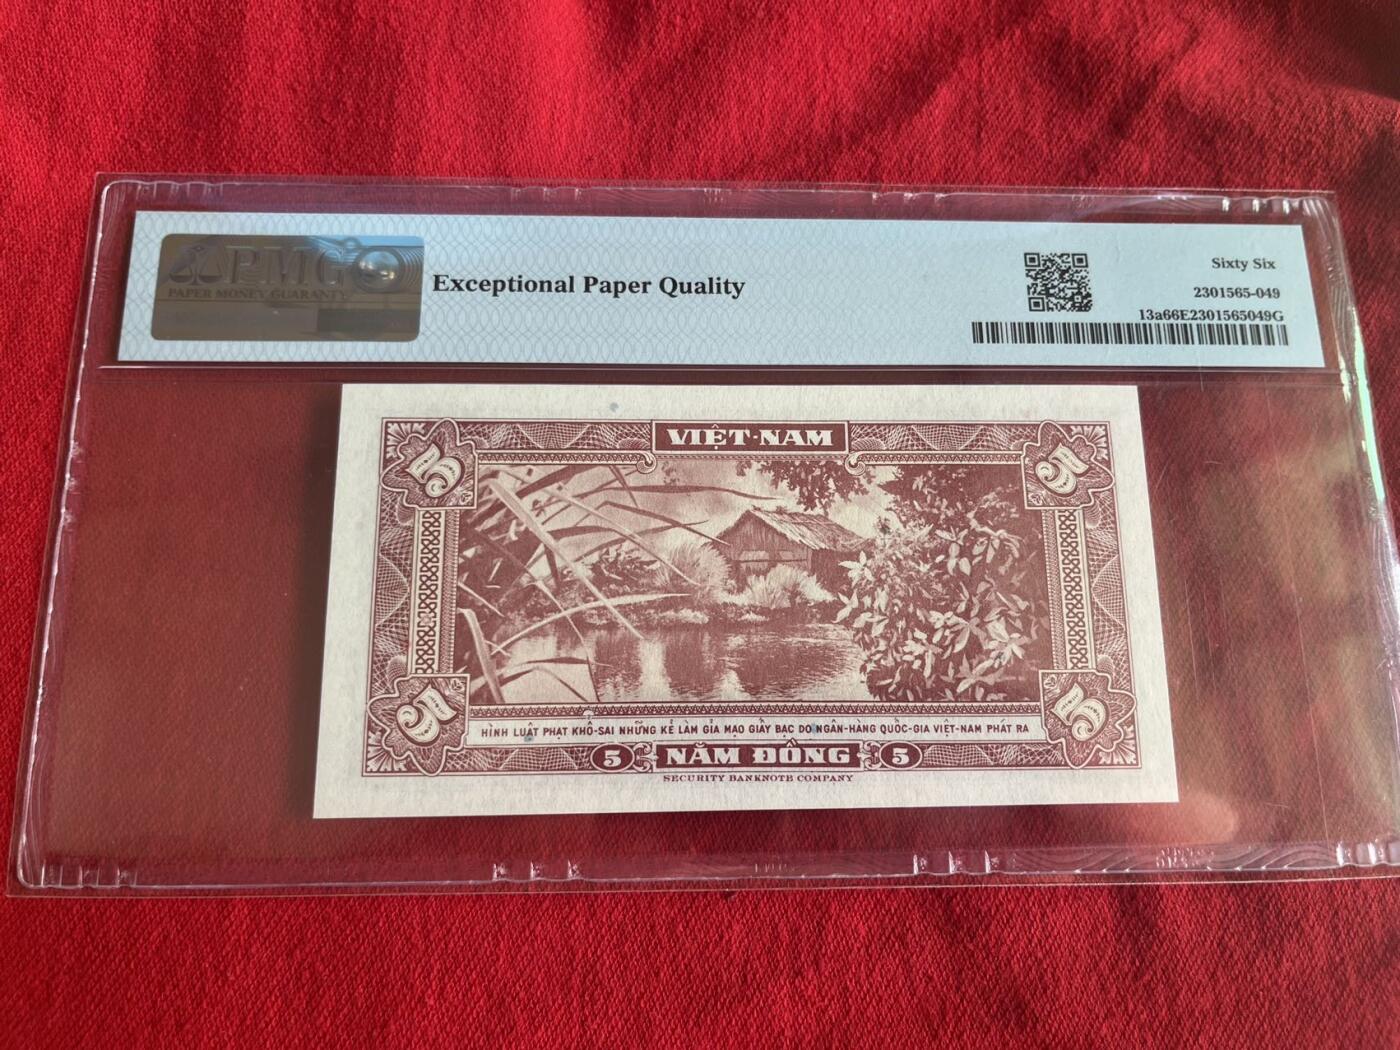 PMG
PAPER MONEY GUARANTY
Exceptional Paper Quality
Sixty Six
2301565-049
13a66E2301565049G
5
VIỆT·NAM
5
5
5
HÌNH LUẬT PHẠT KHỔ-SAI NHỮNG KẺ LÀM GIẢ MẠO GIẤY BẠC DO NGÂN-HÀNG QUỐC-GIA VIỆT-NAM PHÁT RA
5 NĂM ĐỒNG 5
SECURITY BANKNOTE COMPANY